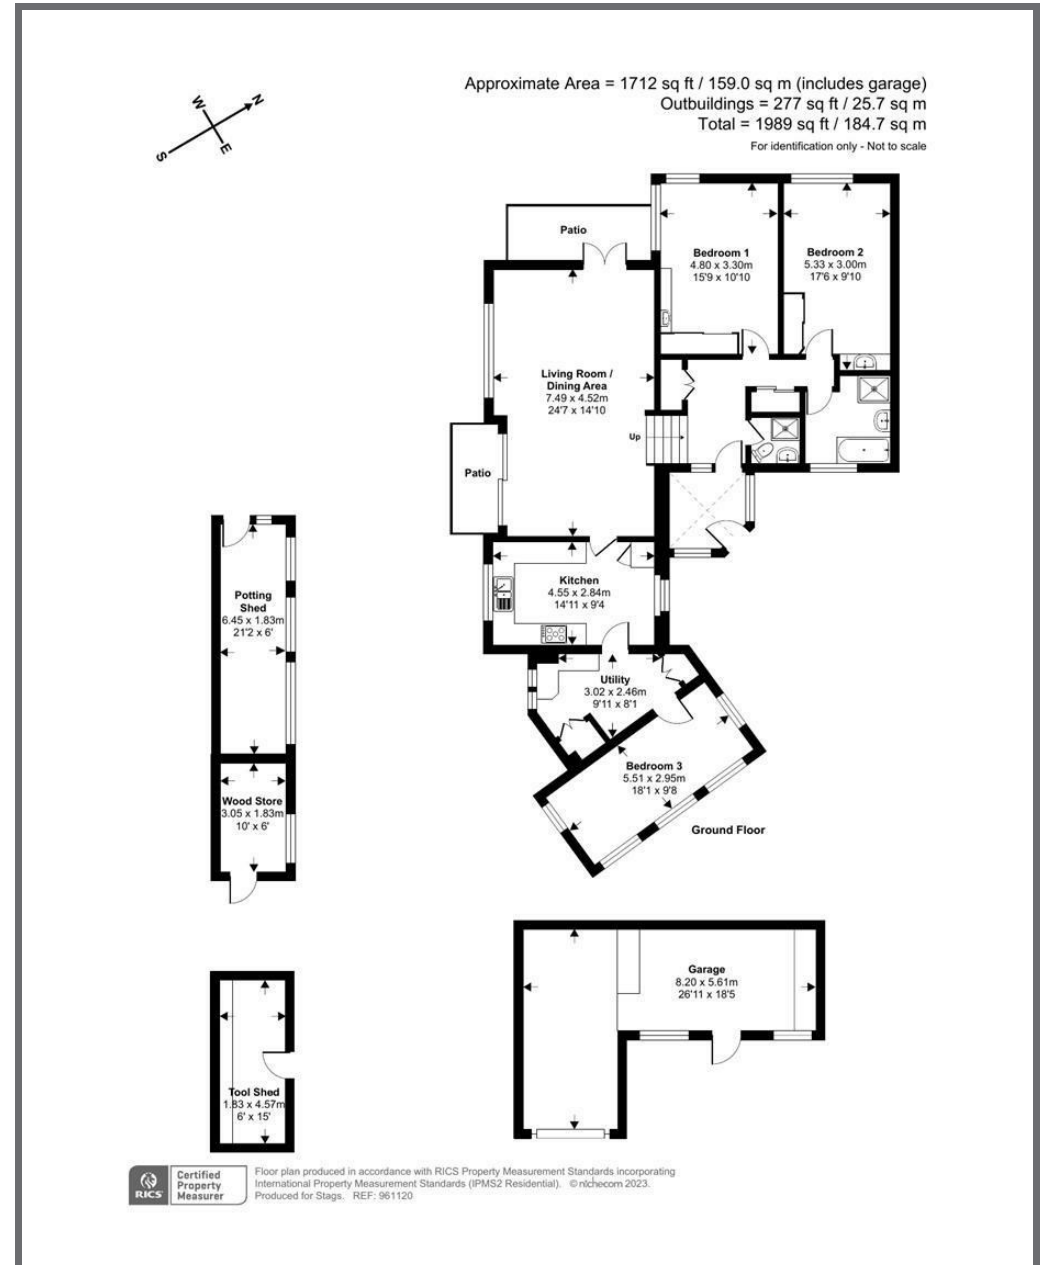 Approximate Area = 1712 sq ft / 159.0 sq m (includes garage)
Outbuildings = 277 sq ft / 25.7 sq m
Total = 1989 sq ft / 184.7 sq m
For identification only - Not to scale
W
N
S
E
Patio
Bedroom 1
4.80 x 3.30m
15'9 x 10'10
Bedroom 2
5.33 x 3.00m
17'6 x 9'10
Living Room /
Dining Area
7.49 x 4.52m
24'7 x 14'10
Up
Patio
Kitchen
4.55 x 2.84m
14'11 x 9'4
Potting
Shed
6.45 x 1.83m
21'2 x 6'
Utility
3.02 x 2.46m
9'11 x 8'1
Bedroom 3
5.51 x 2.95m
18'1 x 9'8
Wood Store
3.05 x 1.83m
10' x 6'
Ground Floor
Garage
8.20 x 5.61m
26'11 x 18'5
Tool Shed
1.83 x 4.57m
6' x 15'
RICS
Certified
Property
Measurer
Floor plan produced in accordance with RICS Property Measurement Standards incorporating
International Property Measurement Standards (IPMS2 Residential). © nichecom 2023.
Produced for Stags. REF: 961120